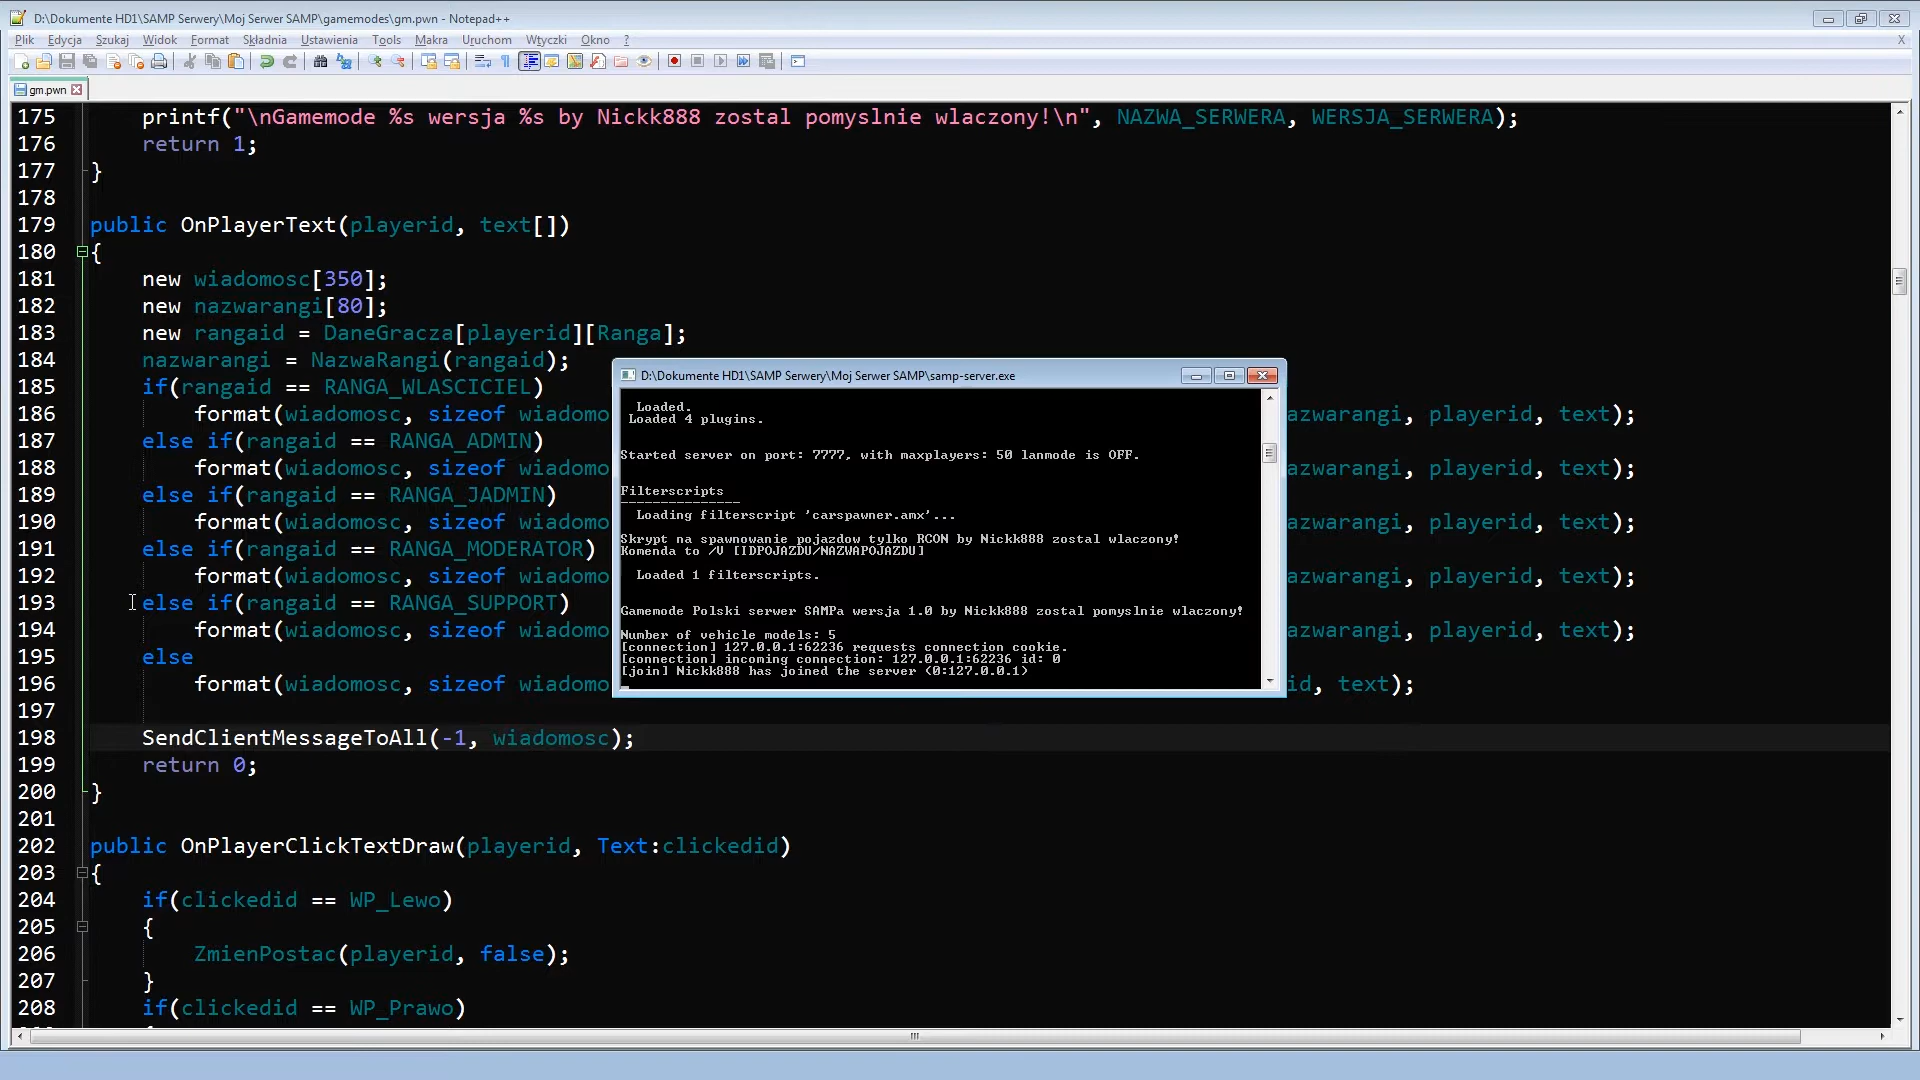 D:\Dokumente HD1\SAMP Serwery\Moj Serwer SAMP\gamemodes\gm.pwn - Notepad++
Plik Edycja Szukaj Widok Format Składnia Ustawienia Tools Makra Uruchom Wtyczki Okno ? X
gm.pwn
175 printf("\nGamemode %s wersja %s by Nickk888 zostal pomyslnie wlaczony!\n", NAZWA_SERWERA, WERSJA_SERWERA);
176 return 1;
177 }
178
179 public OnPlayerText(playerid, text[])
180 {
181 new wiadomosc[350];
182 new nazwarangi[80];
183 new rangaid = DaneGracza[playerid][Ranga];
184 nazwarangi = NazwaRangi(rangaid);
185 if(rangaid == RANGA_WLASCICIEL)
186 format(wiadomosc, sizeof wiadomo azwarangi, playerid, text);
187 else if(rangaid == RANGA_ADMIN)
188 format(wiadomosc, sizeof wiadomo azwarangi, playerid, text);
189 else if(rangaid == RANGA_JADMIN)
190 format(wiadomosc, sizeof wiadomo azwarangi, playerid, text);
191 else if(rangaid == RANGA_MODERATOR)
192 format(wiadomosc, sizeof wiadomo azwarangi, playerid, text);
193 else if(rangaid == RANGA_SUPPORT)
194 format(wiadomosc, sizeof wiadomo azwarangi, playerid, text);
195 else
196 format(wiadomosc, sizeof wiadomo id, text);
197
198 SendClientMessageToAll(-1, wiadomosc);
199 return 0;
200 }
201
202 public OnPlayerClickTextDraw(playerid, Text:clickedid)
203 {
204 if(clickedid == WP_Lewo)
205 {
206 ZmienPostac(playerid, false);
207 }
208 if(clickedid == WP_Prawo)
D:\Dokumente HD1\SAMP Serwery\Moj Serwer SAMP\samp-server.exe
Loaded.
Loaded 4 plugins.
Started server on port: 7777, with maxplayers: 50 lanmode is OFF.
Filterscripts
---------------
Loading filterscript 'carspawner.amx'...
Skrypt na spawnowanie pojazdow tylko RCON by Nickk888 zostal wlaczony!
Komenda to /V [IDPOJAZDU/NAZWAPOJAZDU]
Loaded 1 filterscripts.
Gamemode Polski serwer SAMPa wersja 1.0 by Nickk888 zostal pomyslnie wlaczony!
Number of vehicle models: 5
[connection] 127.0.0.1:62236 requests connection cookie.
[connection] incoming connection: 127.0.0.1:62236 id: 0
[join] Nickk888 has joined the server (0:127.0.0.1)